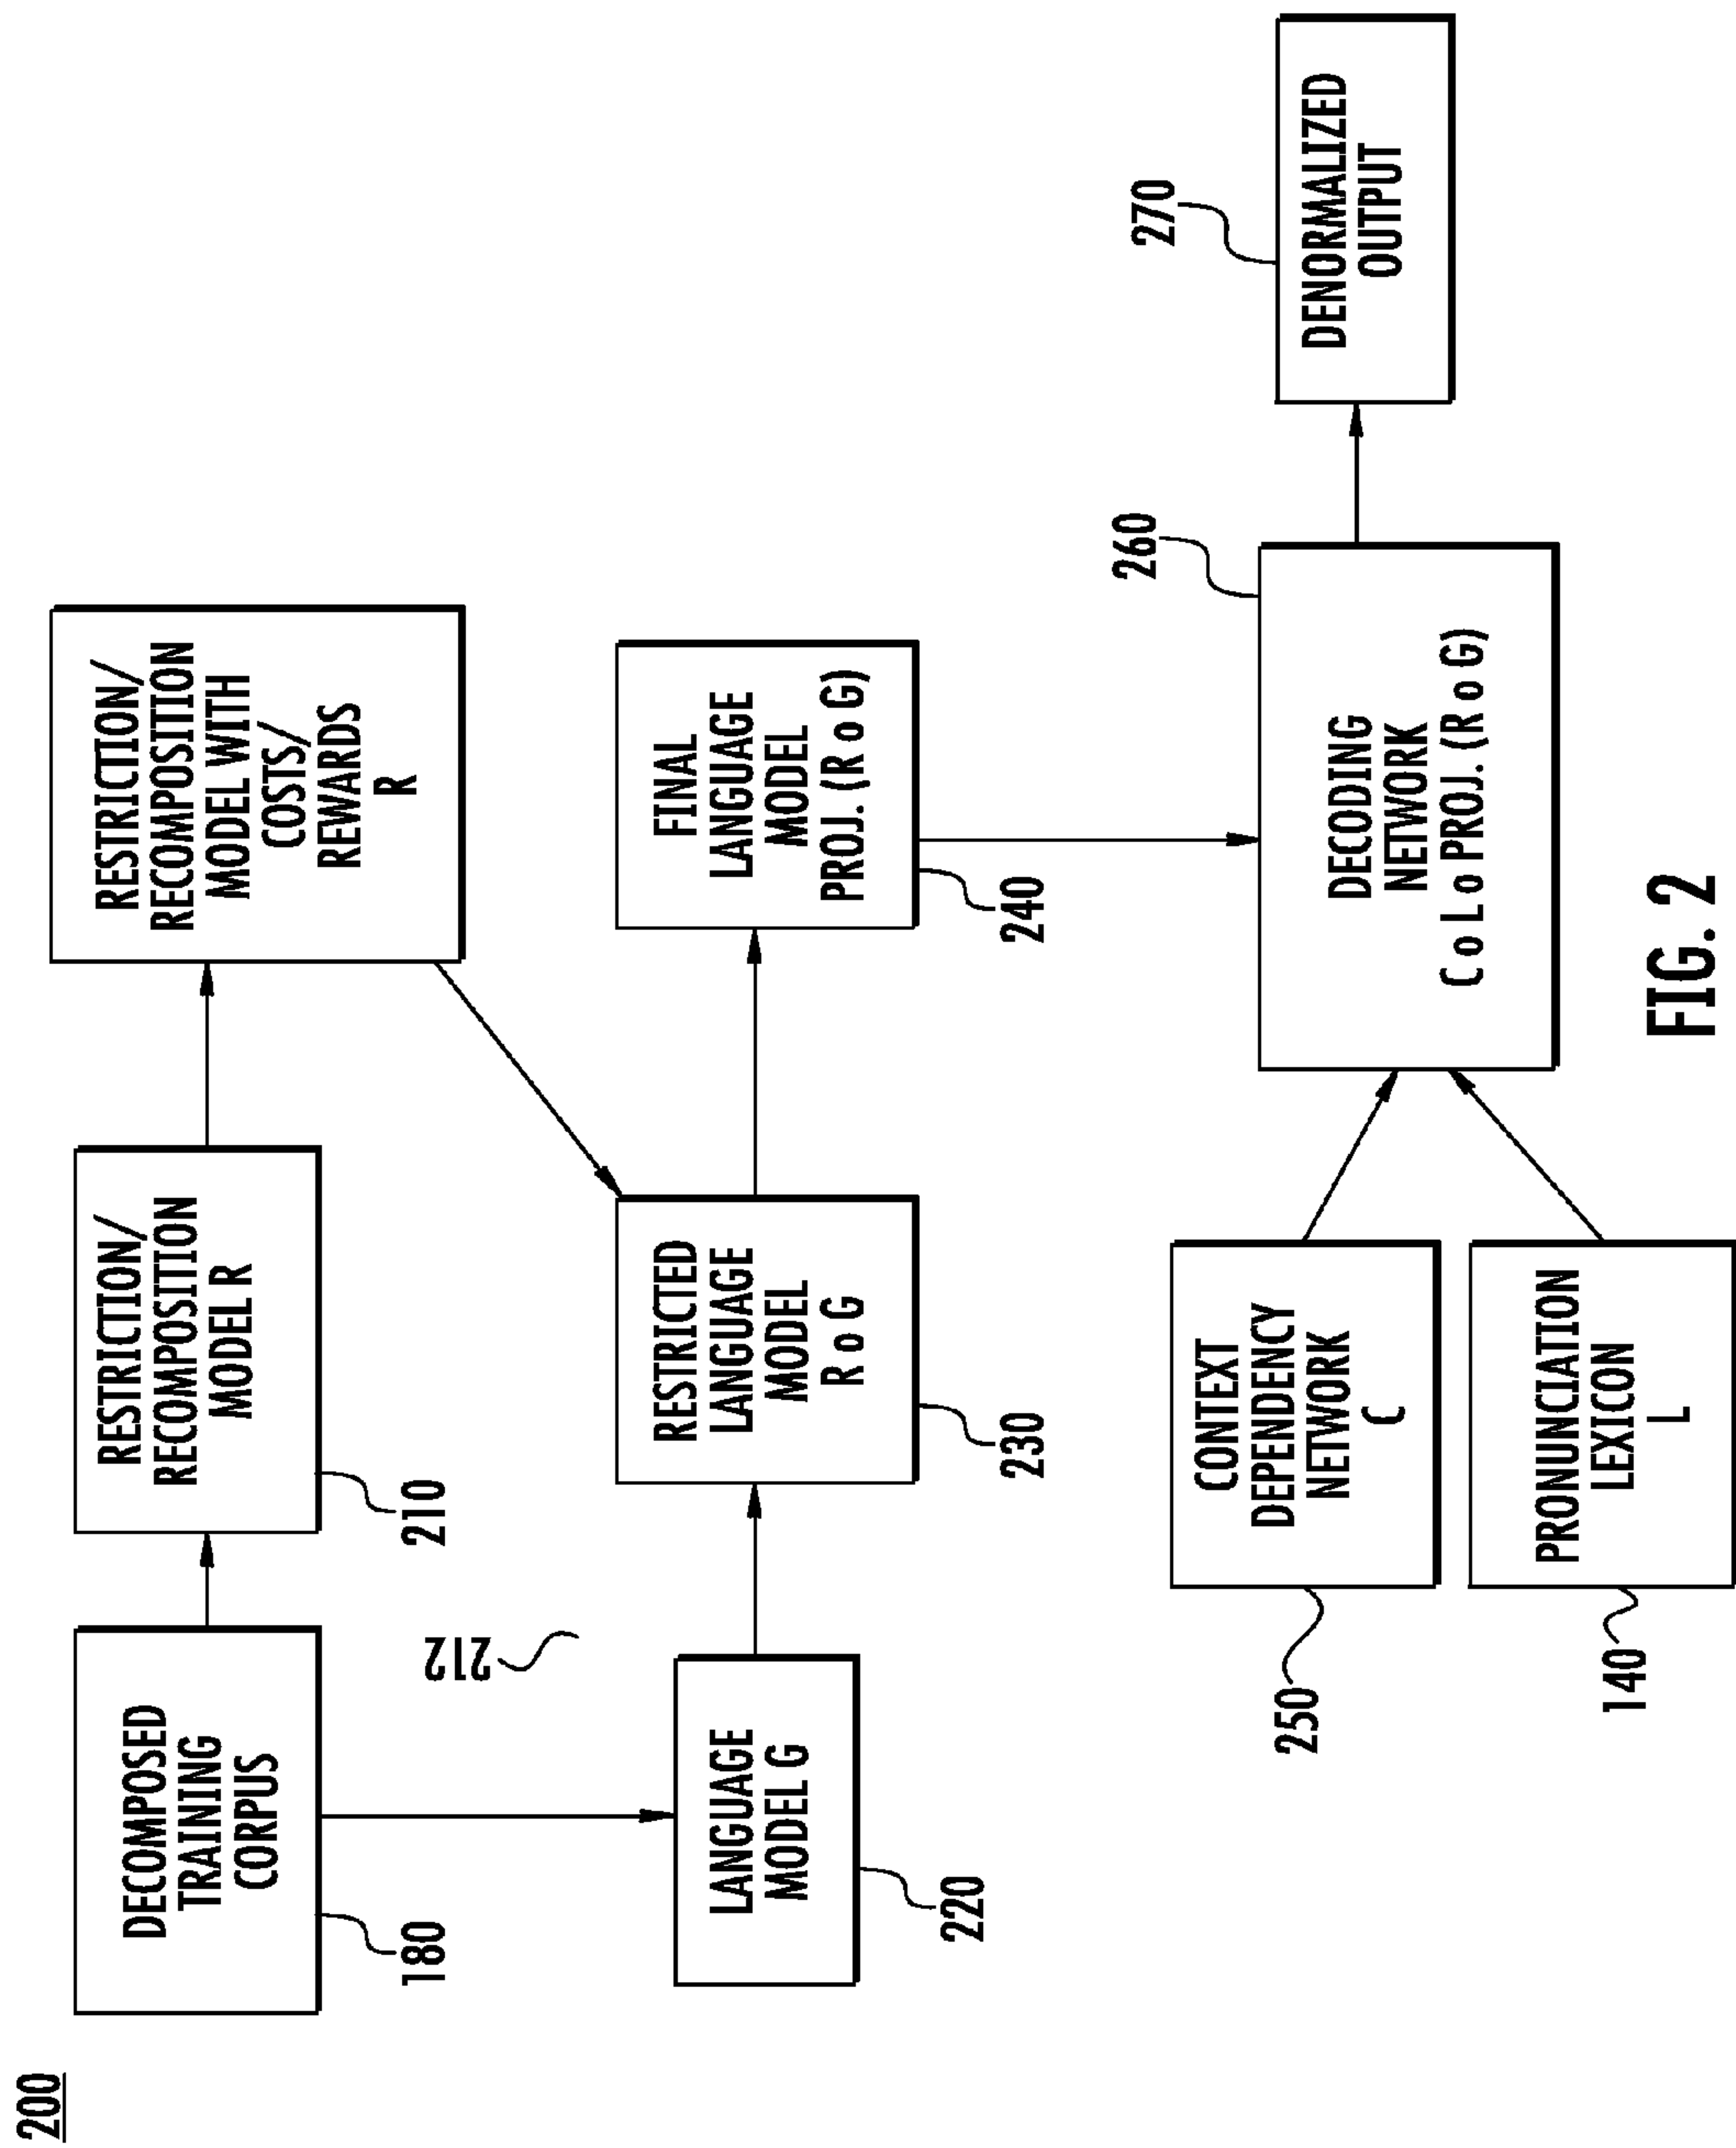 200
DECOMPOSED
TRAINING
CORPUS
180
RESTRICTION/
RECOMPOSITION
MODEL R
210
RESTRICTION/
RECOMPOSITION
MODEL WITH
COSTS/
REWARDS
R
212
LANGUAGE
MODEL G
220
RESTRICTED
LANGUAGE
MODEL
R o G
230
FINAL
LANGUAGE
MODEL
PROJ. (R o G)
240
CONTEXT
DEPENDENCY
NETWORK
C
250
PRONUNCIATION
LEXICON
L
140
DECODING
NETWORK
C o L o PROJ. (R o G)
260
DENORMALIZED
OUTPUT
270
FIG. 2